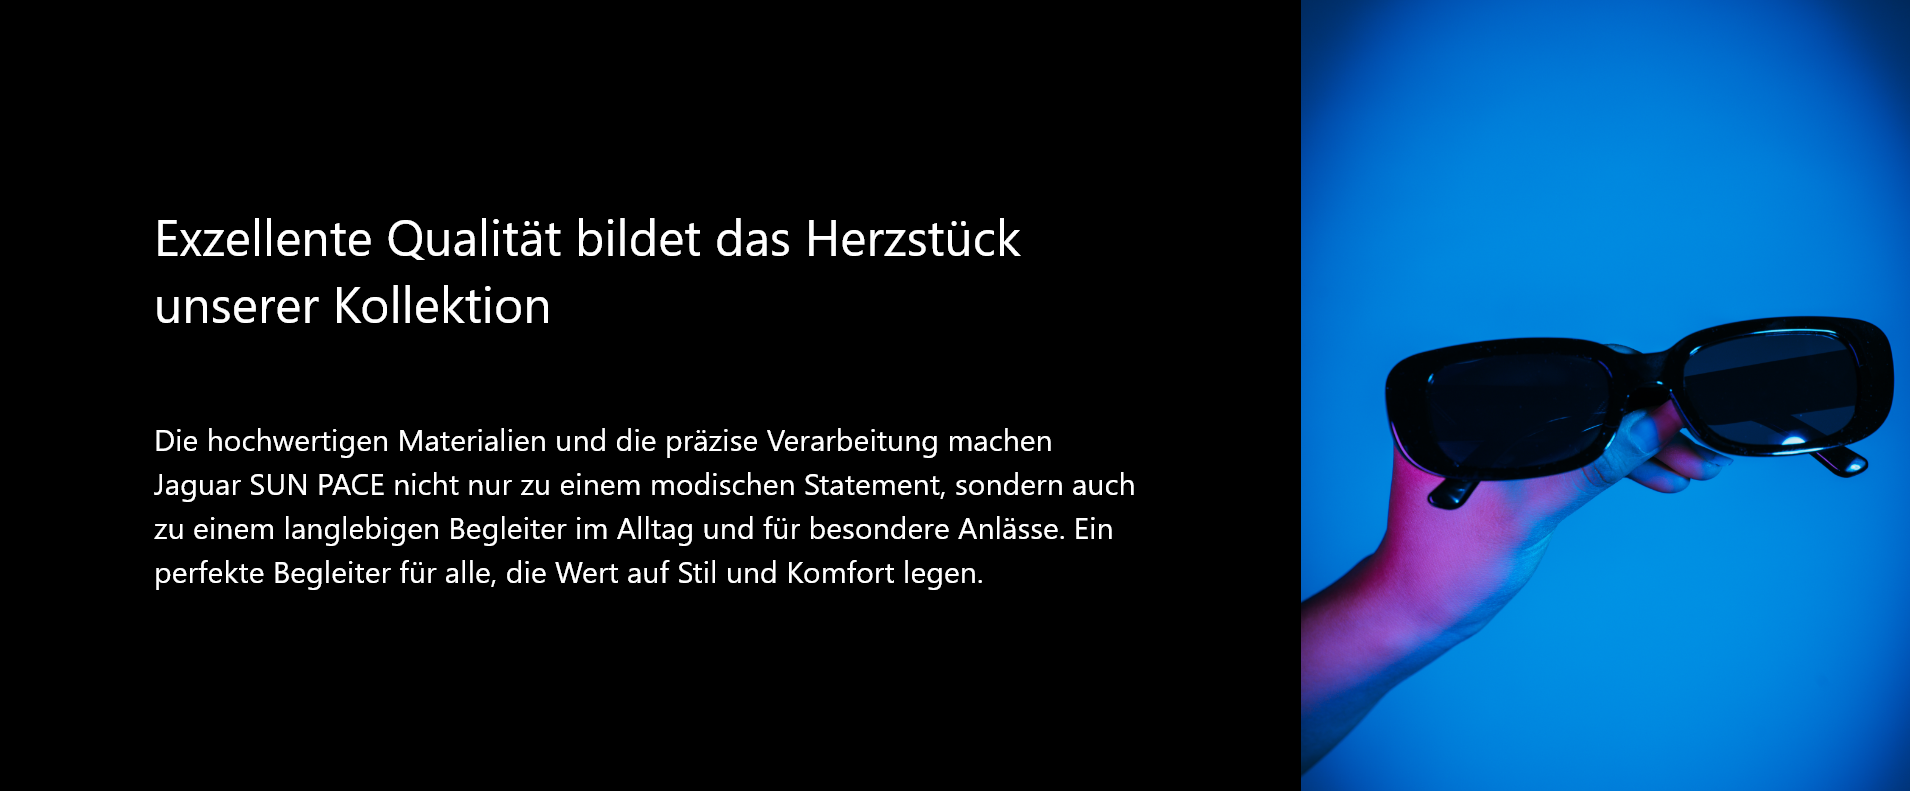 Exzellente Qualität bildet das Herzstück
unserer Kollektion
Die hochwertigen Materialien und die präzise Verarbeitung machen
Jaguar SUN PACE nicht nur zu einem modischen Statement, sondern auch
zu einem langlebigen Begleiter im Alltag und für besondere Anlässe. Ein
perfekte Begleiter für alle, die Wert auf Stil und Komfort legen.